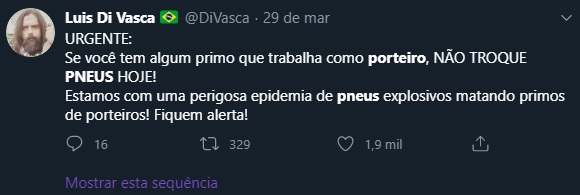 Luis Di Vasca 🇧🇷 @DiVasca · 29 de mar
URGENTE:
Se você tem algum primo que trabalha como porteiro, NÃO TROQUE
PNEUS HOJE!
Estamos com uma perigosa epidemia de pneus explosivos matando primos
de porteiros! Fiquem alerta!
16 329 1,9 mil
Mostrar esta sequência